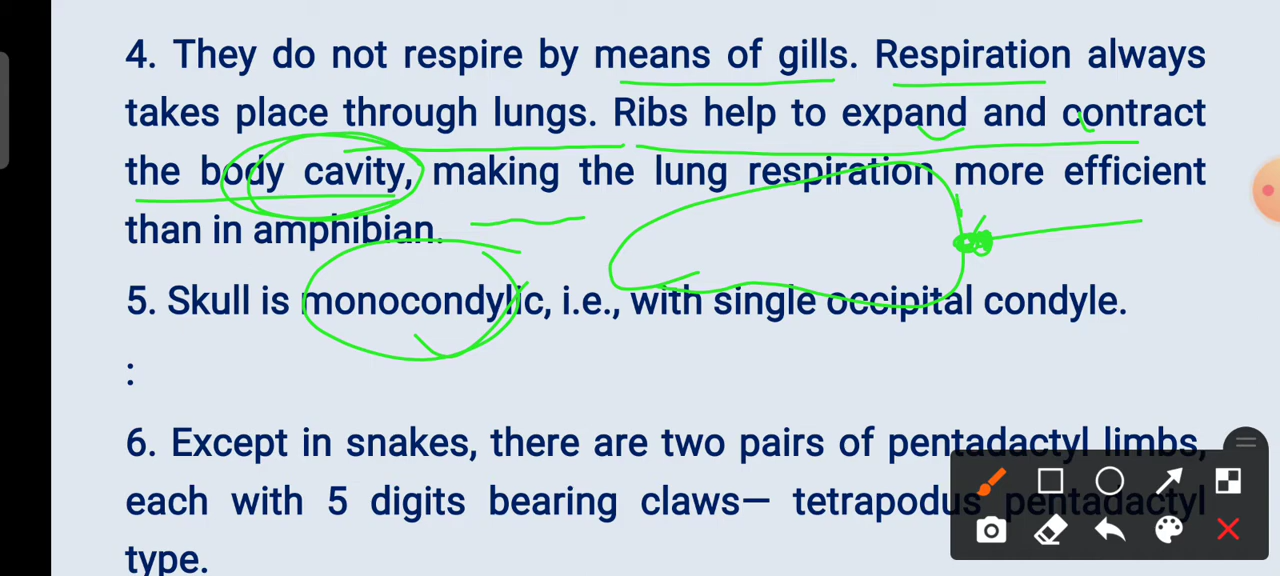 4. They do not respire by means of gills. Respiration always
takes place through lungs. Ribs help to expand and contract
the body cavity, making the lung respiration more efficient
than in amphibian.
5. Skull is monocondylic, i.e., with single occipital condyle.
:
6. Except in snakes, there are two pairs of pentadactyl limbs,
each with 5 digits bearing claws— tetrapodus pentadactyl
type.